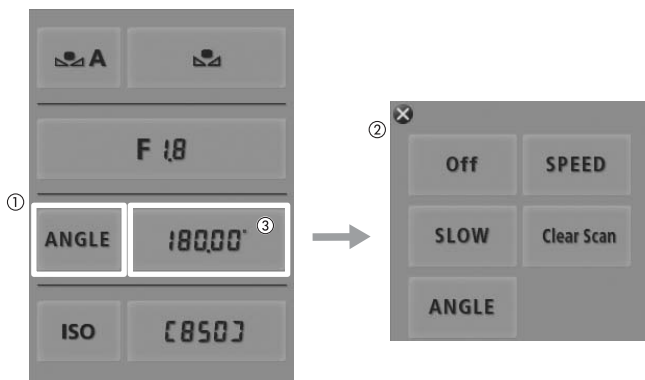 A
F 1.8
①
ANGLE
180.00°
③
ISO
[850]
②
Off
SPEED
SLOW
Clear Scan
ANGLE